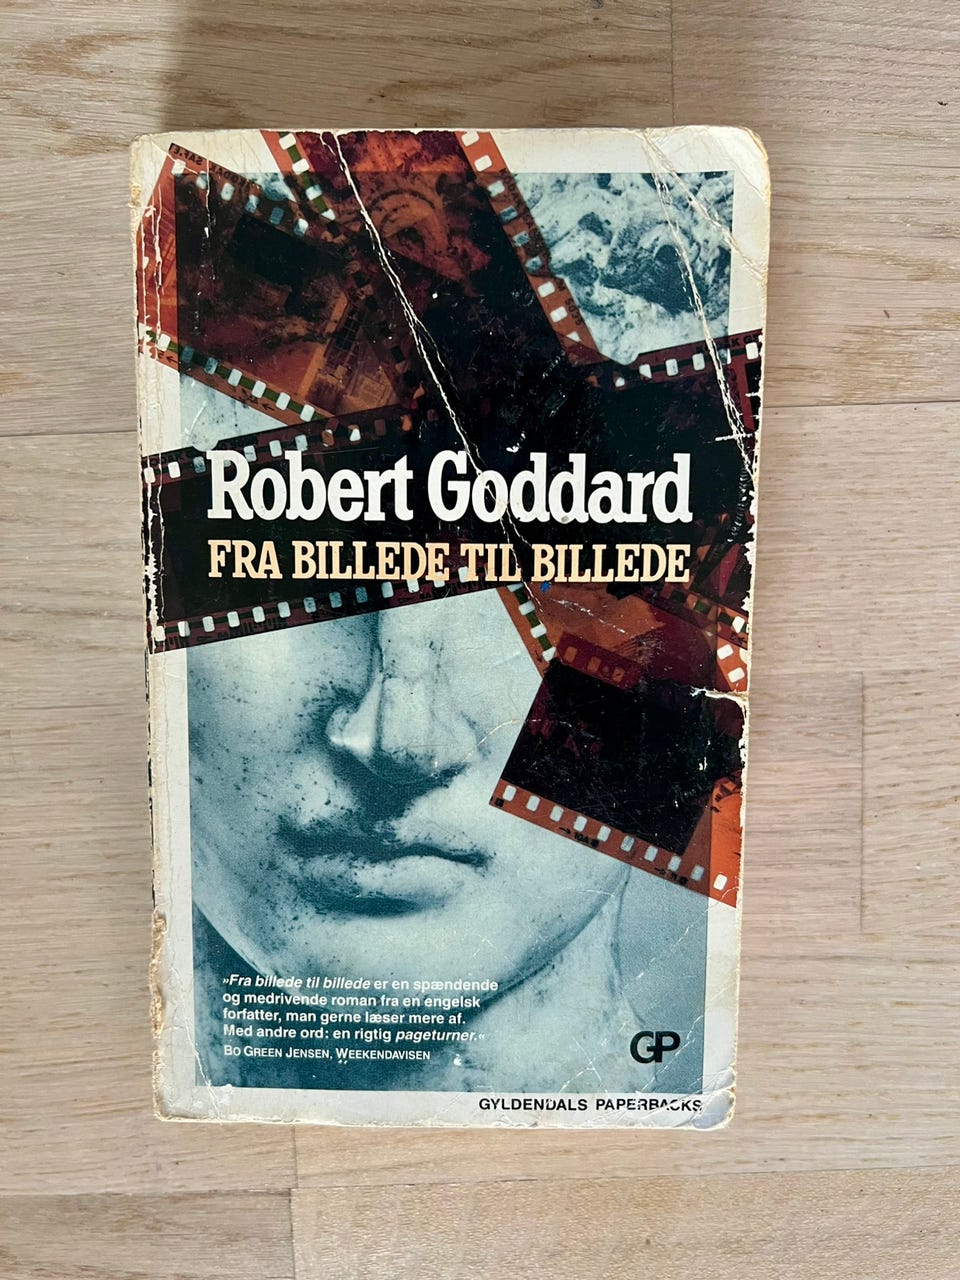 Robert Goddard
FRA BILLEDE TIL BILLEDE
»Fra billede til billede er en spændende
og medrivende roman fra en engelsk
forfatter, man gerne læser mere af.
Med andre ord: en rigtig pageturner.«
BO GREEN JENSEN, WEEKENDAVISEN
GP
GYLDENDALS PAPERBACKS